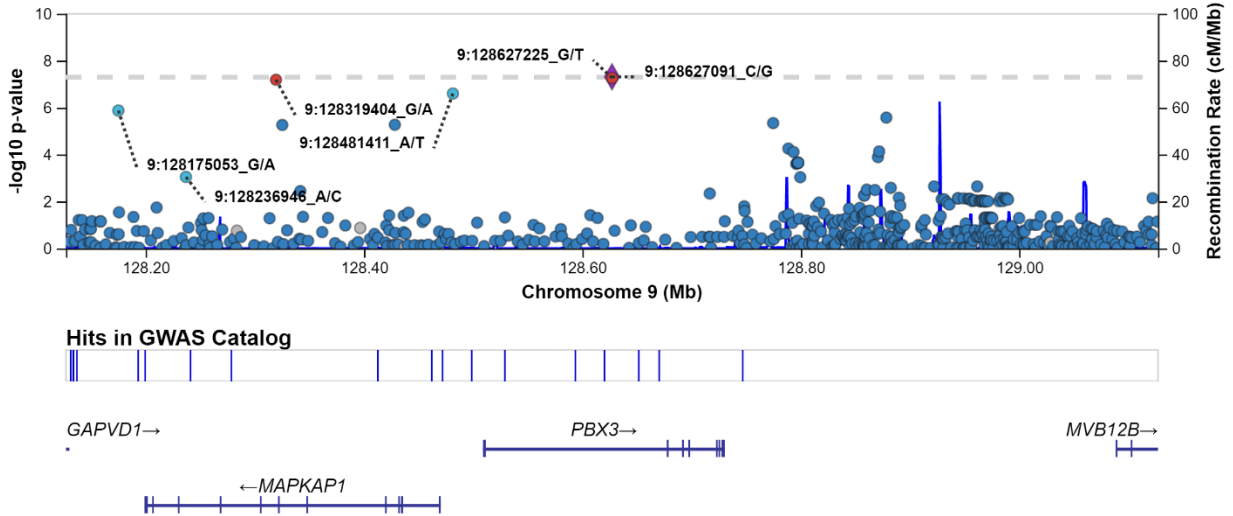 10
8
6
4
2
0
-log10 p-value
100
80
60
40
20
0
Recombination Rate (cM/Mb)
9:128627225_G/T
9:128627091_C/G
9:128319404_G/A
9:128481411_A/T
9:128175053_G/A
9:128236946_A/C
128.20 128.40 128.60 128.80 129.00
Chromosome 9 (Mb)
Hits in GWAS Catalog
GAPVD1→ PBX3→ MVB12B→
←MAPKAP1